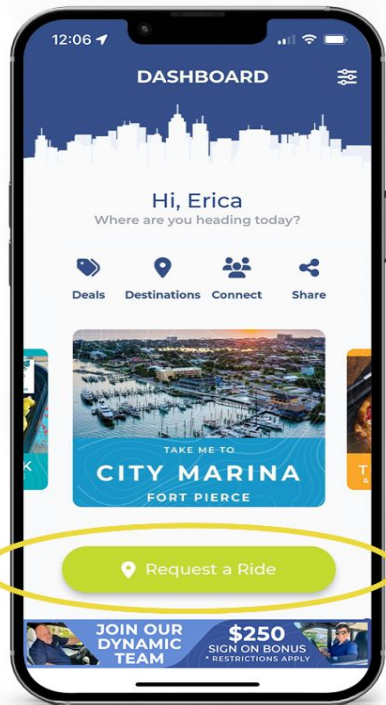 12:06
DASHBOARD
Hi, Erica
Where are you heading today?
Deals
Destinations
Connect
Share
TAKE ME TO
CITY MARINA
FORT PIERCE
K
T
&
Request a Ride
JOIN OUR
DYNAMIC
TEAM
$250
SIGN ON BONUS
* RESTRICTIONS APPLY